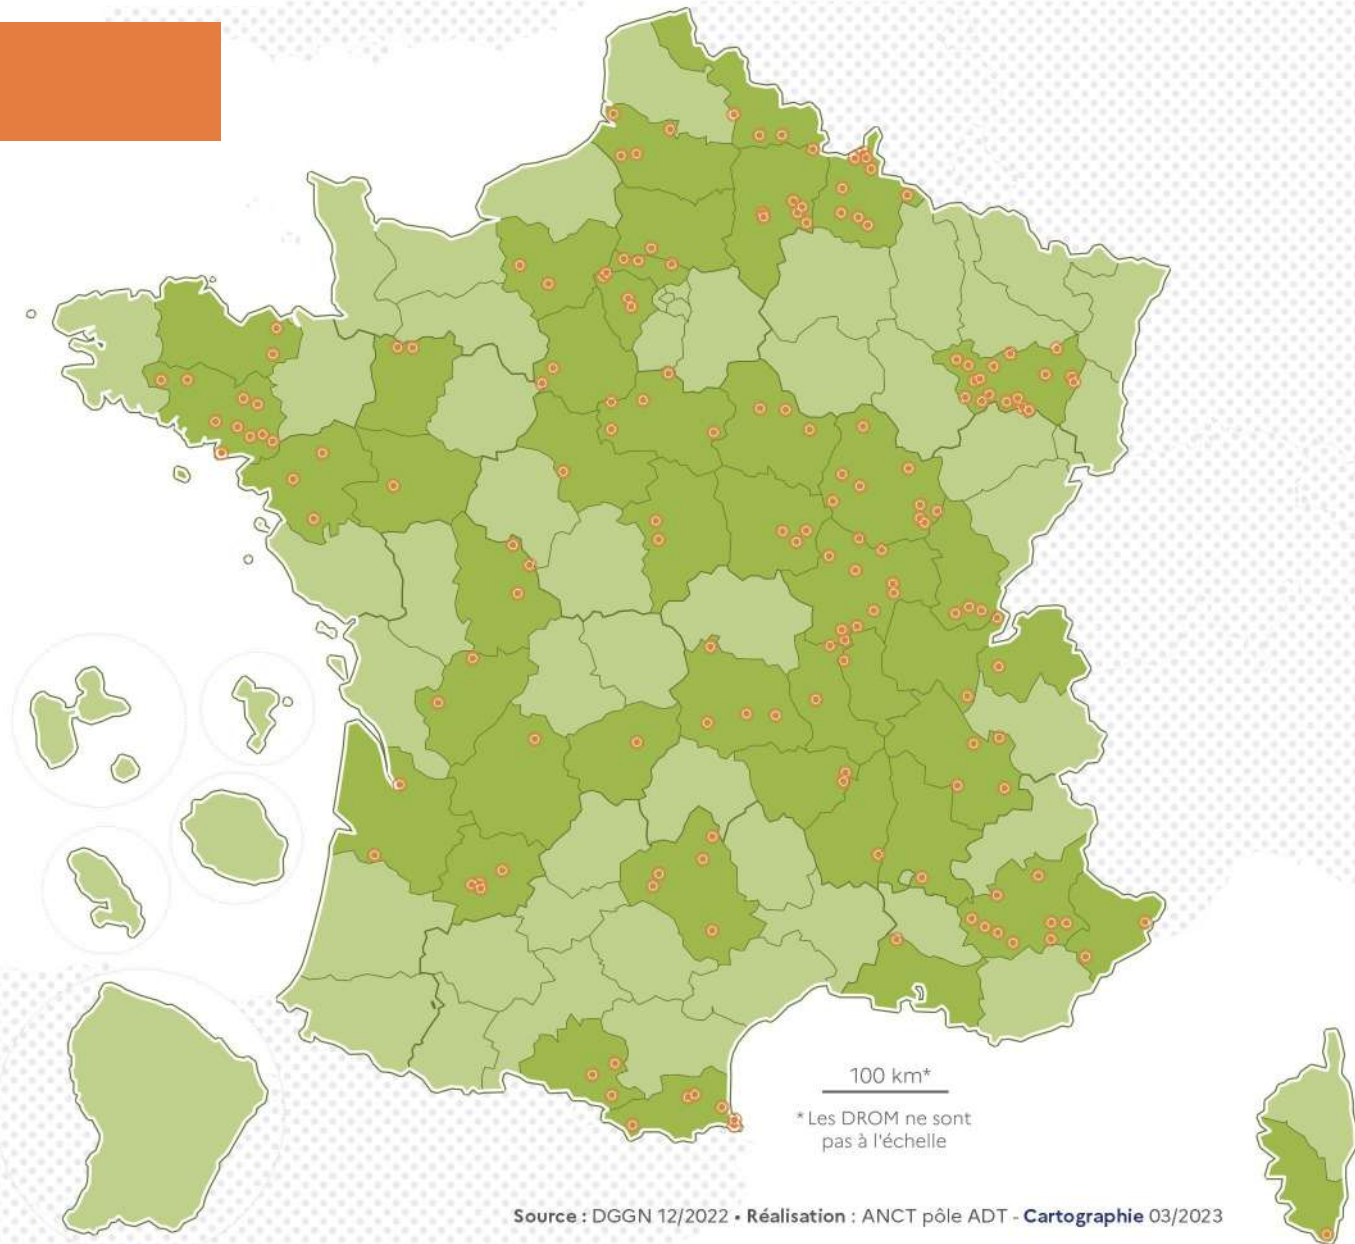 100 km*
* Les DROM ne sont
pas à l'échelle
Source : DGGN 12/2022 • Réalisation : ANCT pôle ADT - Cartographie 03/2023